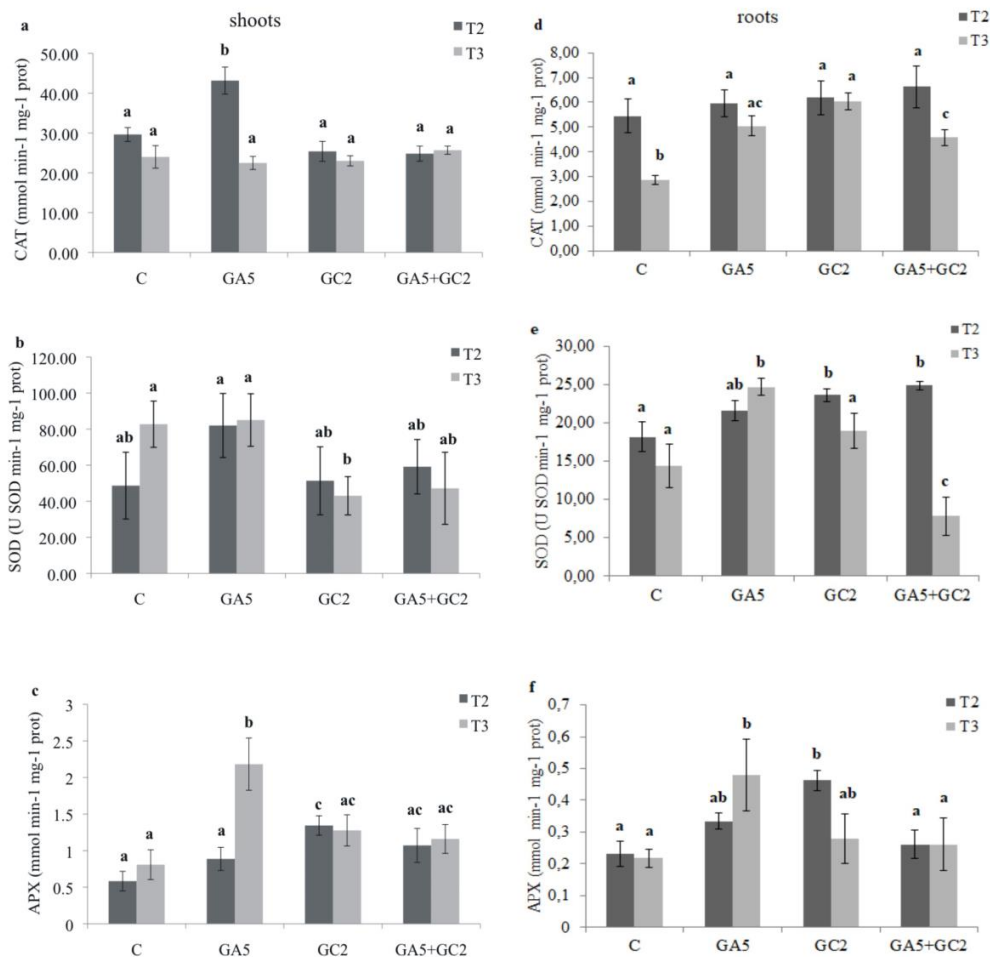 a
shoots
T2
T3
50.00
40.00
30.00
20.00
10.00
0.00
CAT (mmol min-1 mg-1 prot)
a
a
b
a
a
a
a
a
C
GA5
GC2
GA5+GC2
d
roots
T2
T3
8,00
7,00
6,00
5,00
4,00
3,00
2,00
1,00
0,00
CAT (mmol min-1 mg-1 prot)
a
b
a
ac
a
a
a
c
C
GA5
GC2
GA5+GC2
b
T2
T3
120.00
100.00
80.00
60.00
40.00
20.00
0.00
SOD (U SOD min-1 mg-1 prot)
ab
a
a
a
ab
b
ab
ab
C
GA5
GC2
GA5+GC2
e
T2
T3
30,00
25,00
20,00
15,00
10,00
5,00
0,00
SOD (U SOD min-1 mg-1 prot)
a
a
ab
b
b
a
b
c
C
GA5
GC2
GA5+GC2
c
T2
T3
3
2.5
2
1.5
1
0.5
0
APX (mmol min-1 mg-1 prot)
a
a
a
b
c
ac
ac
ac
C
GA5
GC2
GA5+GC2
f
T2
T3
0,7
0,6
0,5
0,4
0,3
0,2
0,1
0
APX (mmol min-1 mg-1 prot)
a
a
ab
b
b
ab
a
a
C
GA5
GC2
GA5+GC2